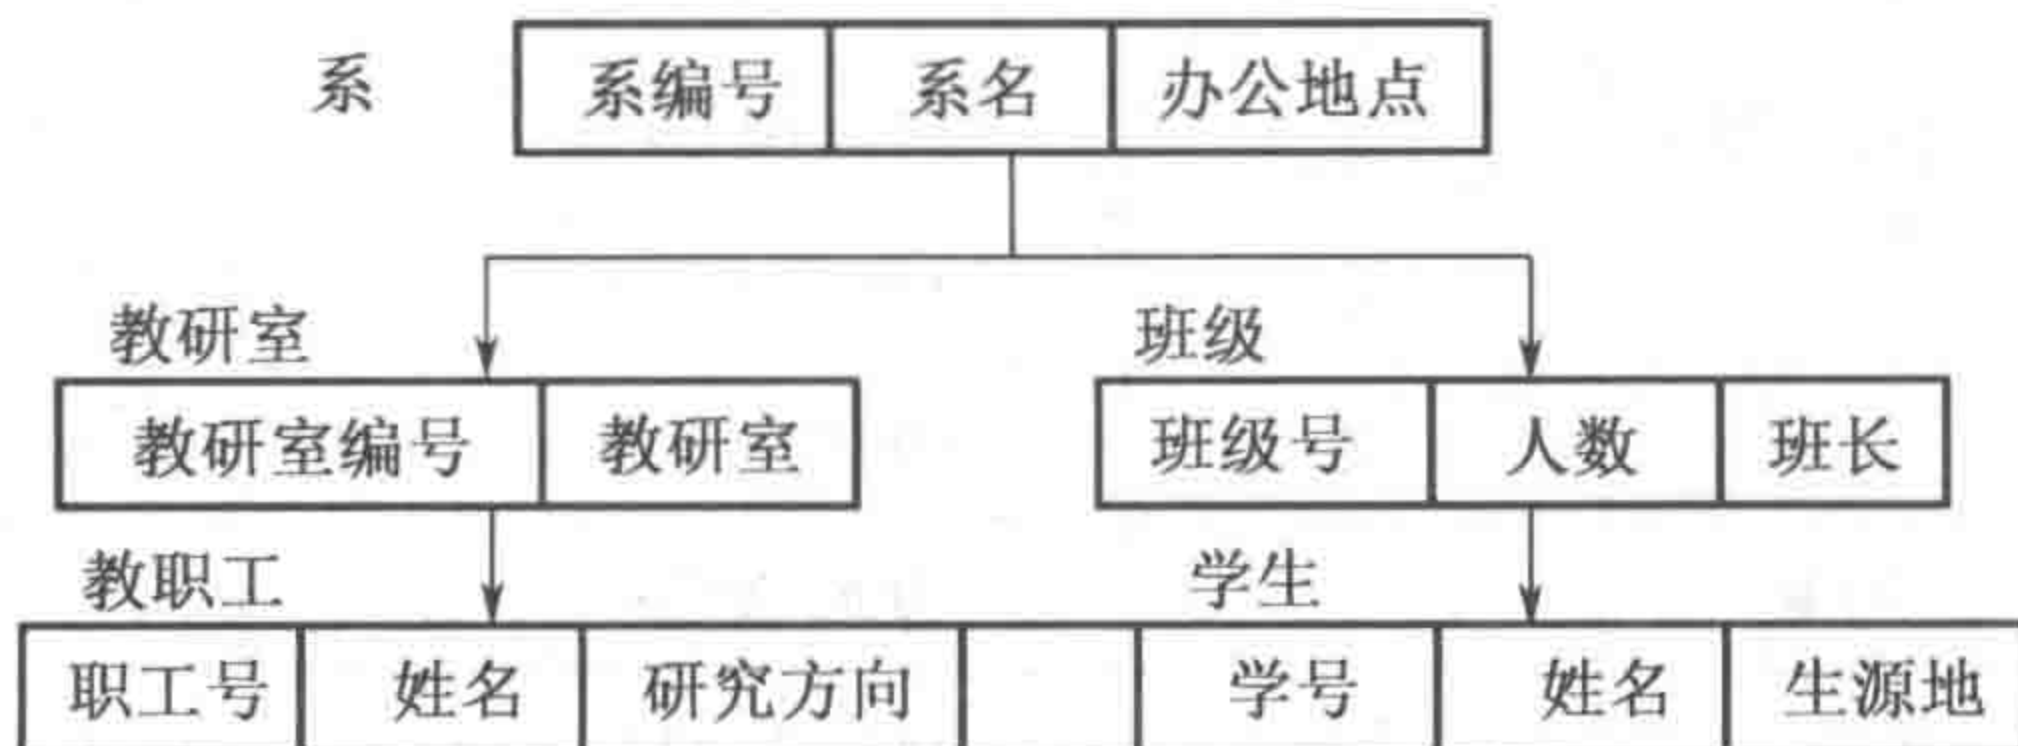 系 系编号 系名 办公地点
教研室 班级
教研室编号 教研室 班级号 人数 班长
教职工 学生
职工号 姓名 研究方向 学号 姓名 生源地